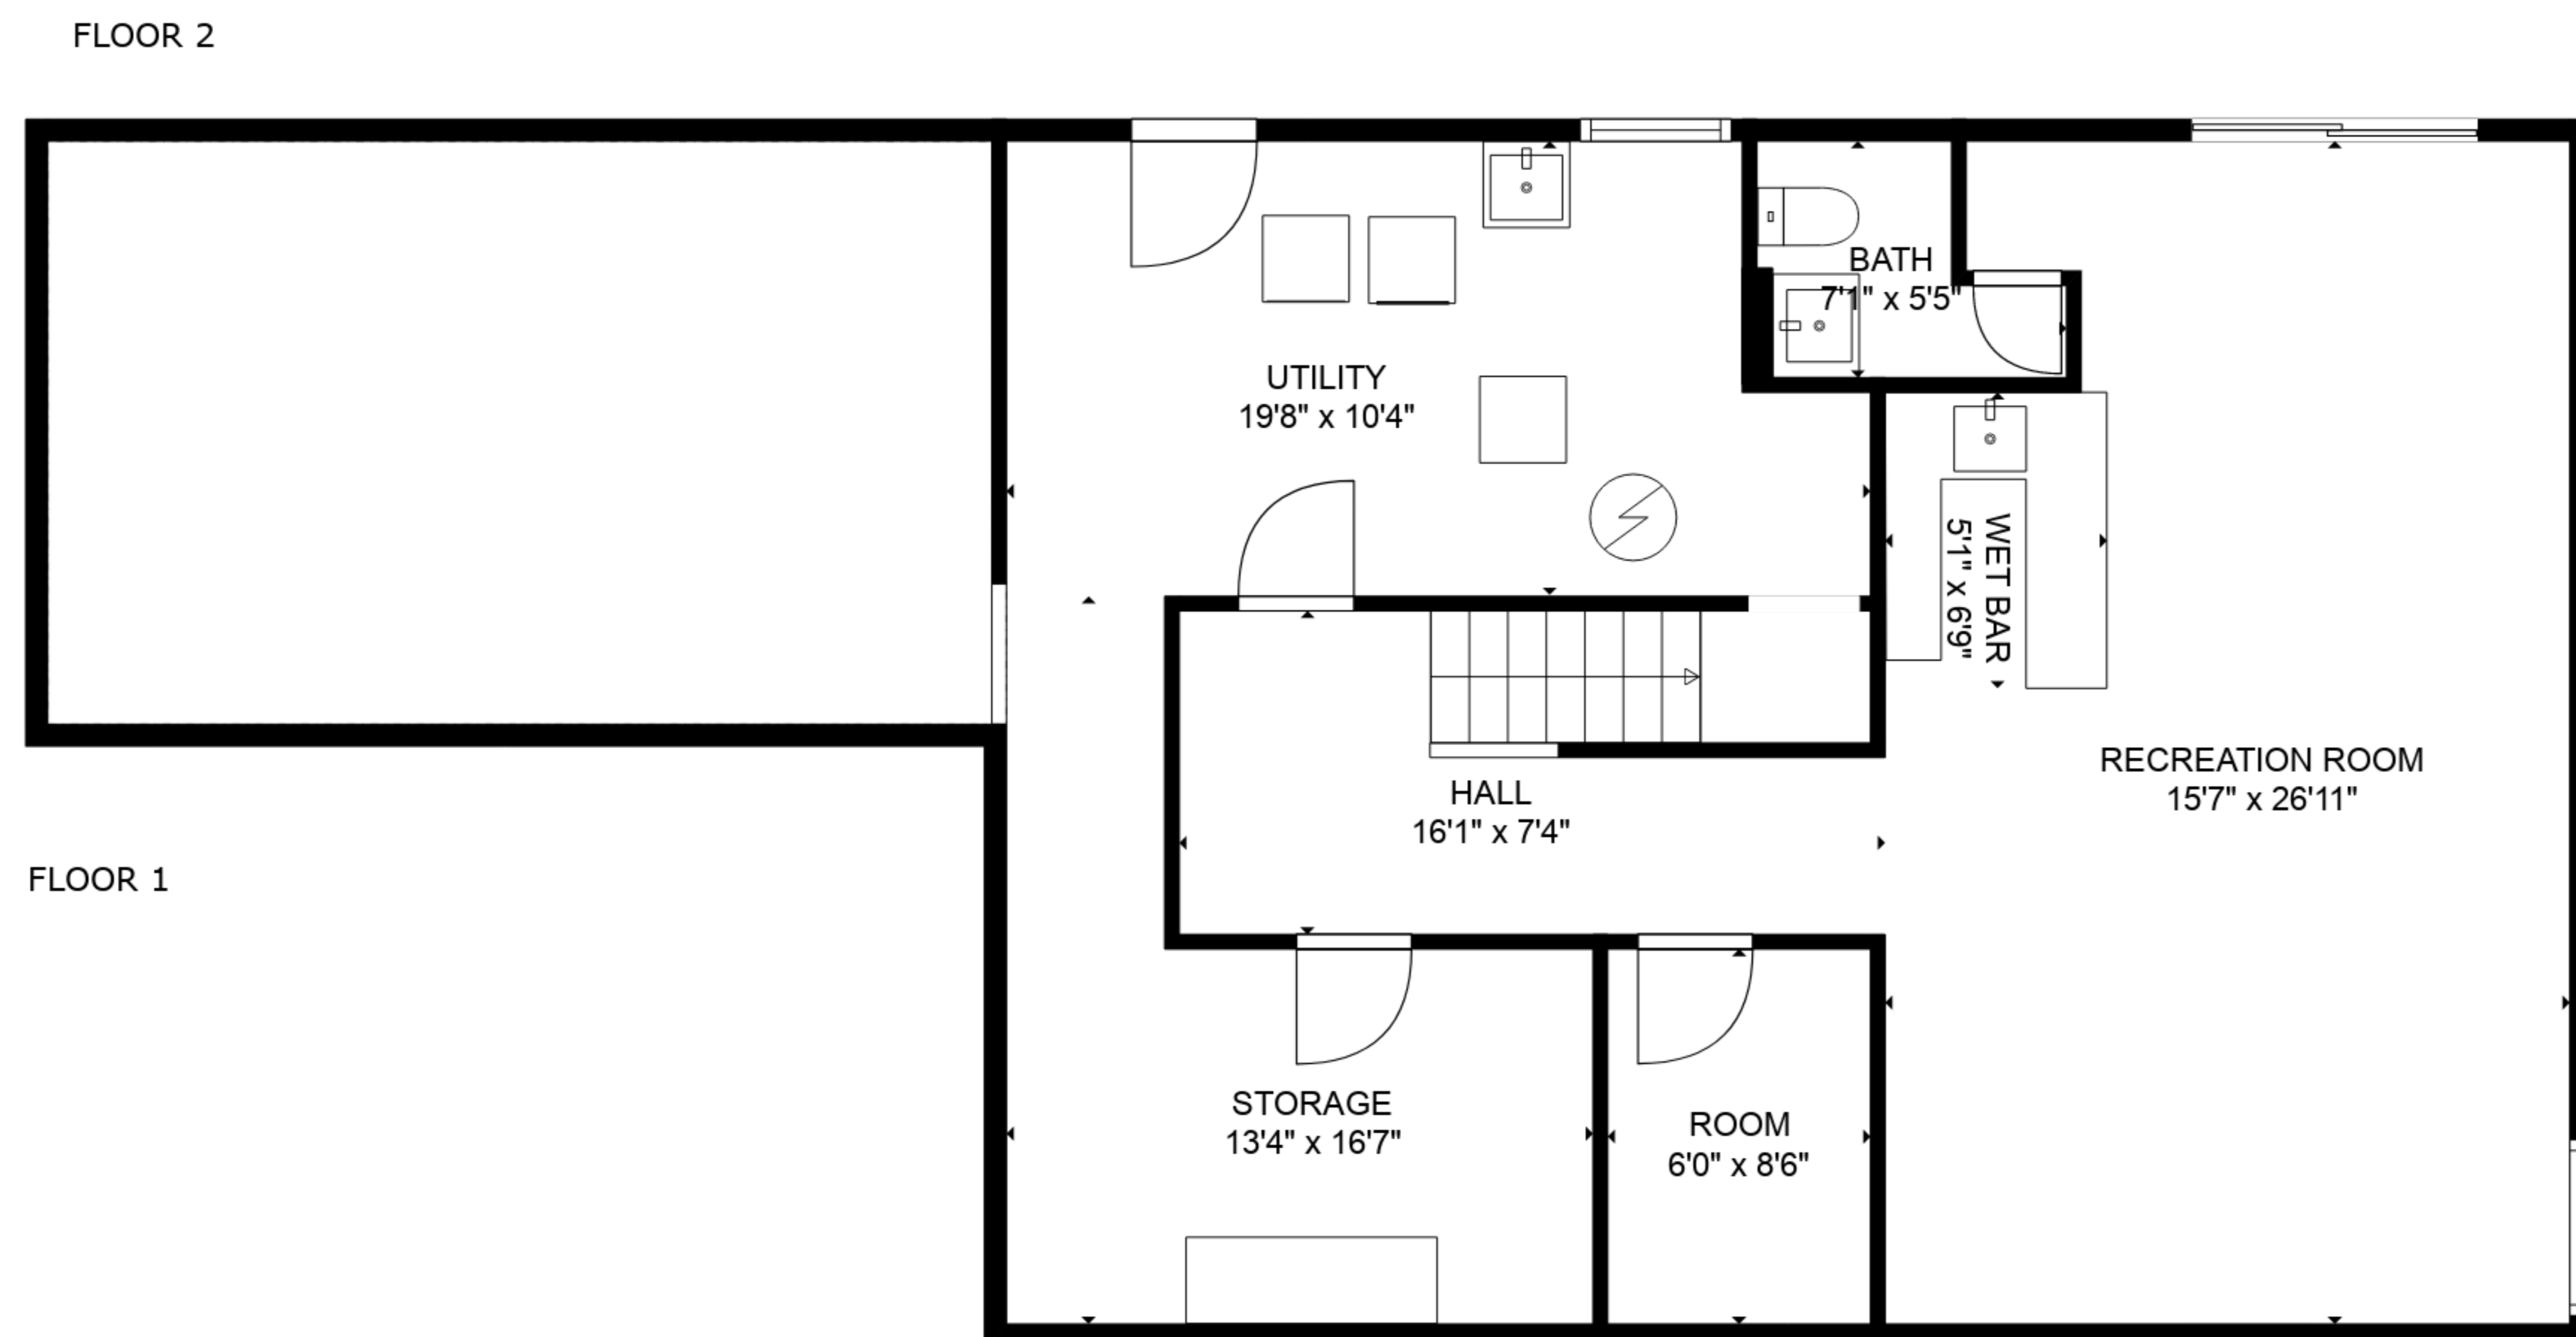 FLOOR 2
BATH
7'1" x 5'5"
UTILITY
19'8" x 10'4"
WET BAR
5'1" x 6'9"
RECREATION ROOM
15'7" x 26'11"
HALL
16'1" x 7'4"
FLOOR 1
STORAGE
13'4" x 16'7"
ROOM
6'0" x 8'6"